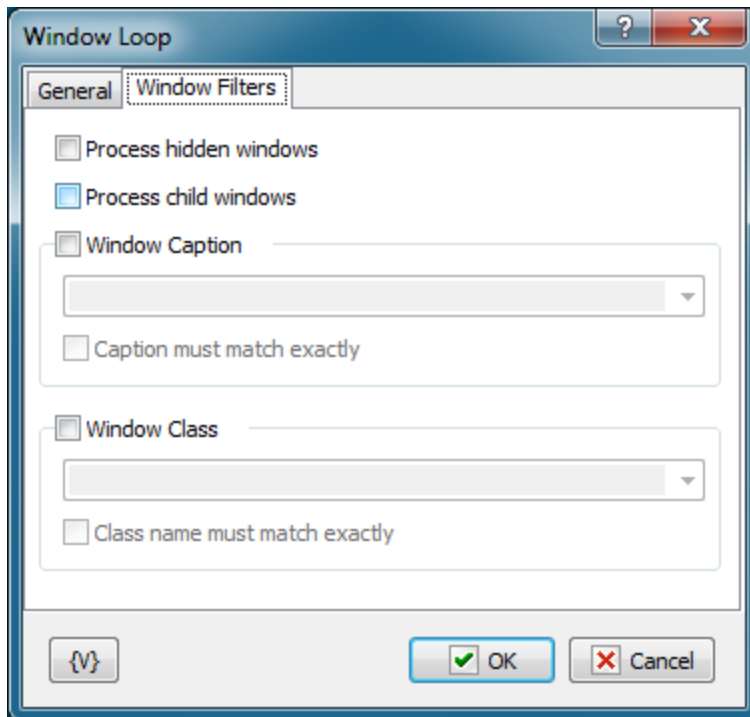 Window Loop
?
General
Window Filters
Process hidden windows
Process child windows
Window Caption
Caption must match exactly
Window Class
Class name must match exactly
{V}
OK
Cancel